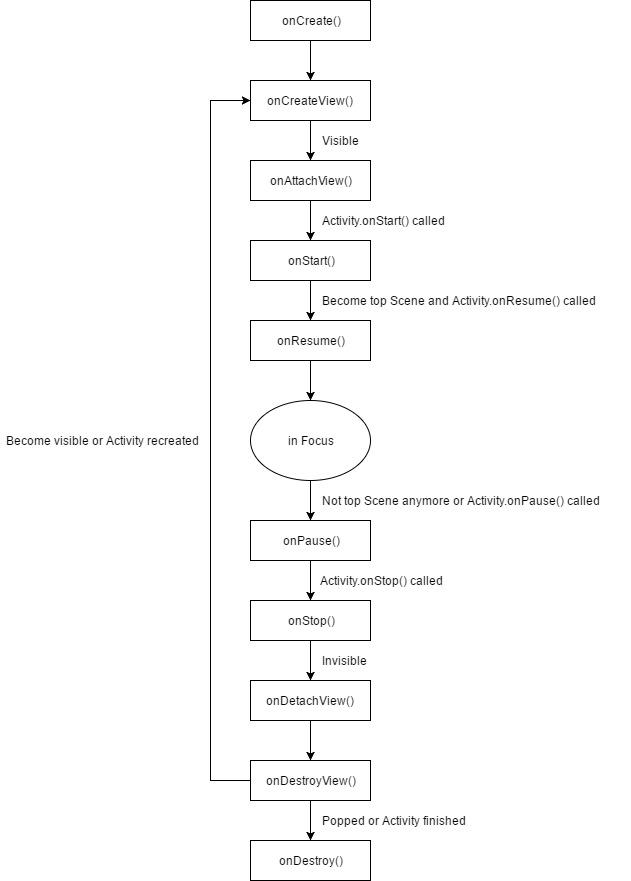 onCreate()
onCreateView()
Visible
onAttachView()
Activity.onStart() called
onStart()
Become top Scene and Activity.onResume() called
onResume()
in Focus
Become visible or Activity recreated
Not top Scene anymore or Activity.onPause() called
onPause()
Activity.onStop() called
onStop()
Invisible
onDetachView()
onDestroyView()
Popped or Activity finished
onDestroy()